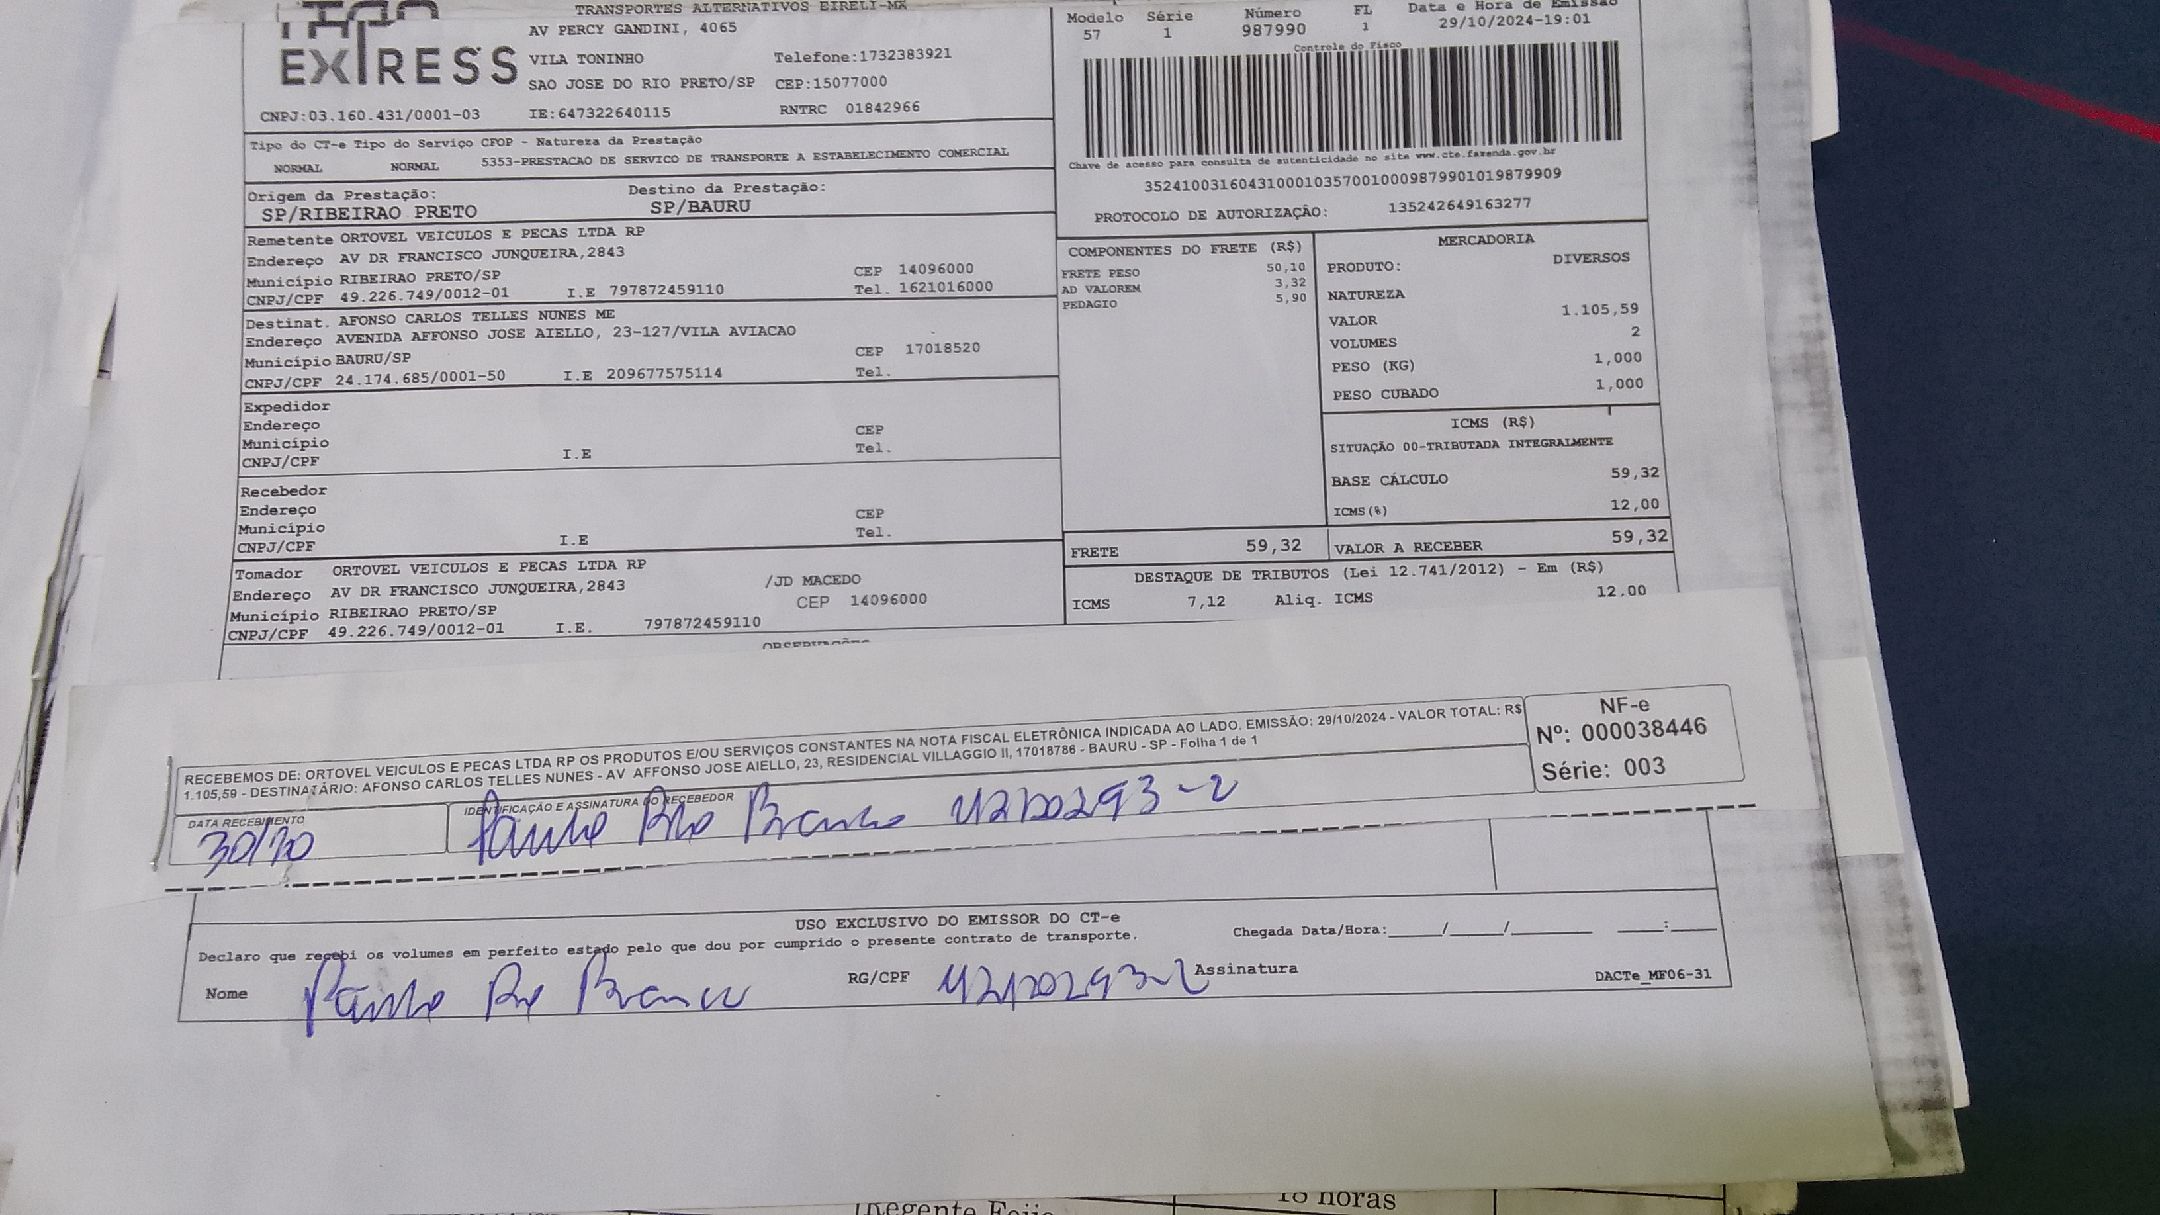 TRANSPORTES ALTERNATIVOS EIRELI-MX
EXPRESS
AV PERCY GANDINI, 4065
VILA TONINHO Telefone:1732383921
SAO JOSE DO RIO PRETO/SP CEP:15077000
CNPJ:03.160.431/0001-03 IE:647322640115 RNTRC 01842966
Modelo Série Número FL Data e Hora de Emissão
57 1 987990 1 29/10/2024-19:01
Controle do Fisco
Chave de acesso para consulta de autenticidade no site www.cte.fazenda.gov.br
35241003160431000103570010009879901019879909
PROTOCOLO DE AUTORIZAÇÃO: 135242649163277
Tipo do CT-e Tipo do Serviço CFOP - Natureza da Prestação
NORMAL NORMAL 5353-PRESTACAO DE SERVICO DE TRANSPORTE A ESTABELECIMENTO COMERCIAL
Origem da Prestação: Destino da Prestação:
SP/RIBEIRAO PRETO SP/BAURU
Remetente ORTOVEL VEICULOS E PECAS LTDA RP
Endereço AV DR FRANCISCO JUNQUEIRA,2843
Município RIBEIRAO PRETO/SP CEP 14096000
CNPJ/CPF 49.226.749/0012-01 I.E 797872459110 Tel. 1621016000
Destinat. AFONSO CARLOS TELLES NUNES ME
Endereço AVENIDA AFFONSO JOSE AIELLO, 23-127/VILA AVIACAO
Município BAURU/SP CEP 17018520
CNPJ/CPF 24.174.685/0001-50 I.E 209677575114 Tel.
Expedidor
Endereço
Município CEP
CNPJ/CPF I.E Tel.
Recebedor
Endereço
Município CEP
CNPJ/CPF I.E Tel.
Tomador ORTOVEL VEICULOS E PECAS LTDA RP
Endereço AV DR FRANCISCO JUNQUEIRA,2843 /JD MACEDO
Município RIBEIRAO PRETO/SP CEP 14096000
CNPJ/CPF 49.226.749/0012-01 I.E. 797872459110
COMPONENTES DO FRETE (R$)
FRETE PESO 50,10
AD VALOREM 3,32
PEDAGIO 5,90
MERCADORIA
PRODUTO: DIVERSOS
NATUREZA
VALOR 1.105,59
VOLUMES 2
PESO (KG) 1,000
PESO CUBADO 1,000
ICMS (R$)
SITUAÇÃO 00-TRIBUTADA INTEGRALMENTE
BASE CÁLCULO 59,32
ICMS(%) 12,00
FRETE 59,32 VALOR A RECEBER 59,32
DESTAQUE DE TRIBUTOS (Lei 12.741/2012) - Em (R$)
ICMS 7,12 Aliq. ICMS 12.00
OBSERVAÇÕES
RECEBEMOS DE: ORTOVEL VEICULOS E PECAS LTDA RP OS PRODUTOS E/OU SERVIÇOS CONSTANTES NA NOTA FISCAL ELETRÔNICA INDICADA AO LADO. EMISSÃO: 29/10/2024 - VALOR TOTAL: R$
1.105,59 - DESTINATÁRIO: AFONSO CARLOS TELLES NUNES - AV AFFONSO JOSE AIELLO, 23, RESIDENCIAL VILLAGGIO II, 17018786 - BAURU - SP - Folha 1 de 1
NF-e
Nº: 000038446
Série: 003
DATA RECEBIMENTO IDENTIFICAÇÃO E ASSINATURA DO RECEBEDOR
30/10 Branco
USO EXCLUSIVO DO EMISSOR DO CT-e
Declaro que recebi os volumes em perfeito estado pelo que dou por cumprido o presente contrato de transporte. Chegada Data/Hora:_____/_____/________ _____:_____
Nome Branco RG/CPF Assinatura DACTe_MF06-31
18 horas